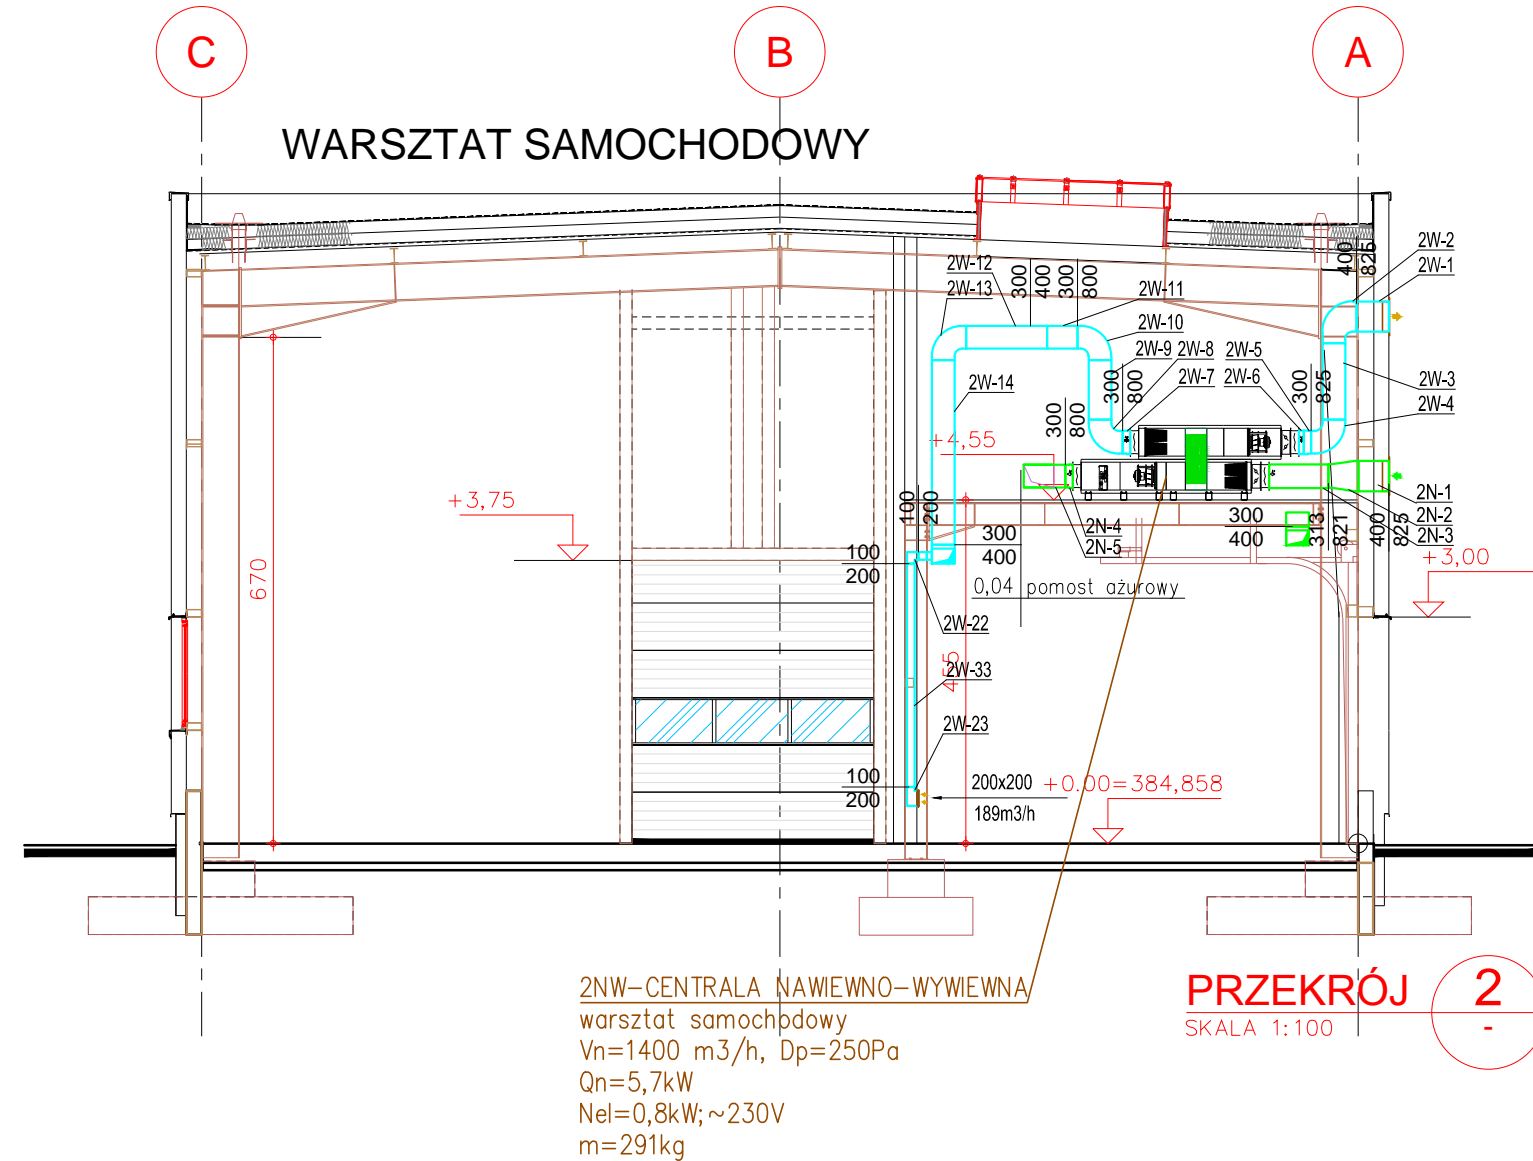 C
B
A
WARSZTAT SAMOCHODOWY
2W-12
2W-13
300
400
300
800
2W-11
2W-10
2W-9
2W-8
2W-7
2W-5
2W-6
400
825
2W-2
2W-1
2W-3
2W-4
300
800
300
825
2W-14
300
800
+4,55
+3,75
100
200
300
400
2N-4
2N-5
300
400
313
821
400
825
2N-1
2N-2
2N-3
+3,00
100
200
0,04 pomost ażurowy
670
2W-22
455
2W-33
2W-23
100
200
200x200
189m3/h
+0.00=384,858
2NW-CENTRALA NAWIEWNO-WYWIEWNA
warsztat samochodowy
Vn=1400 m3/h, Dp=250Pa
Qn=5,7kW
Nel=0,8kW; ~230V
m=291kg
PRZEKRÓJ
SKALA 1:100
2
-